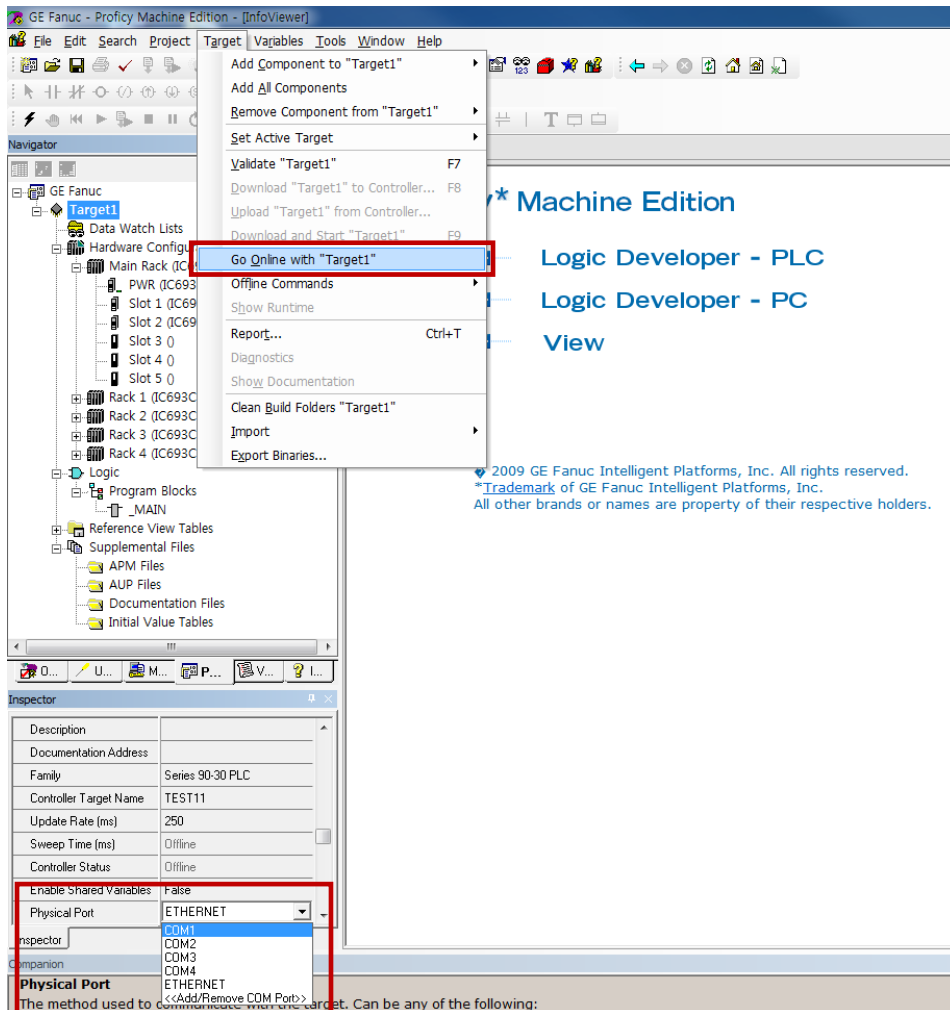 GE Fanuc - Proficy Machine Edition - [InfoViewer]
File Edit Search Project Target Variables Tools Window Help
Add Component to "Target1"
Add All Components
Remove Component from "Target1"
Set Active Target
Validate "Target1" F7
Download "Target1" to Controller... F8
Upload "Target1" from Controller...
Download and Start "Target1" F9
Go Online with "Target1"
Offline Commands
Show Runtime
Report... Ctrl+T
Diagnostics
Show Documentation
Clean Build Folders "Target1"
Import
Export Binaries...
Navigator
GE Fanuc
Target1
Data Watch Lists
Hardware Configu
Main Rack (IC6
PWR (IC693
Slot 1 (IC69
Slot 2 (IC69
Slot 3 ()
Slot 4 ()
Slot 5 ()
Rack 1 (IC693C
Rack 2 (IC693C
Rack 3 (IC693C
Rack 4 (IC693C
Logic
Program Blocks
_MAIN
Reference View Tables
Supplemental Files
APM Files
AUP Files
Documentation Files
Initial Value Tables
O... U... M... P... V... I...
y* Machine Edition
Logic Developer - PLC
Logic Developer - PC
View
� 2009 GE Fanuc Intelligent Platforms, Inc. All rights reserved.
*Trademark of GE Fanuc Intelligent Platforms, Inc.
All other brands or names are property of their respective holders.
Inspector
Description
Documentation Address
Family Series 90-30 PLC
Controller Target Name TEST11
Update Rate (ms) 250
Sweep Time (ms) Offline
Controller Status Offline
Enable Shared Variables False
Physical Port ETHERNET
COM1
COM2
COM3
COM4
ETHERNET
<<Add/Remove COM Port>>
Inspector
Companion
Physical Port
The method used to communicate with the target. Can be any of the following: